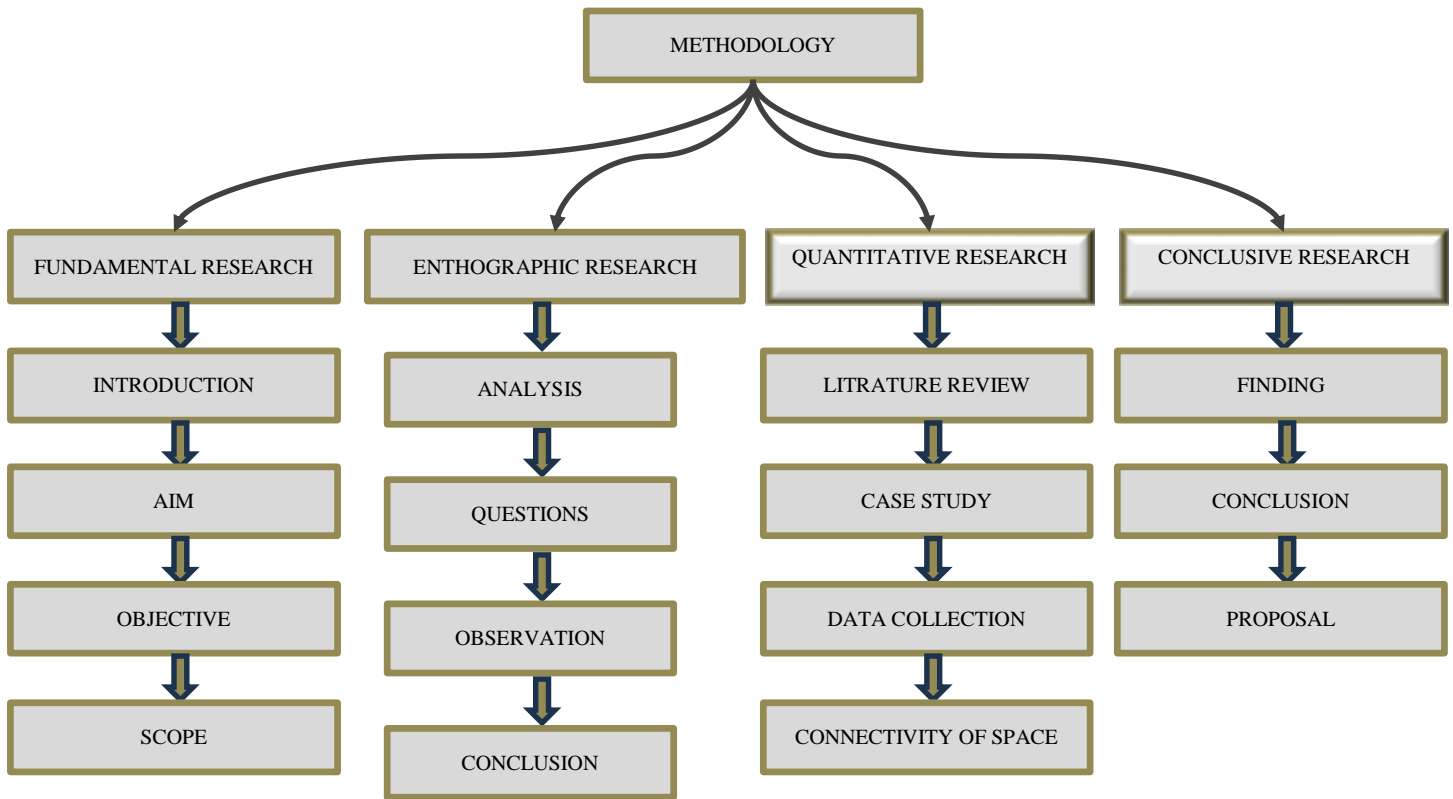 METHODOLOGY
FUNDAMENTAL RESEARCH
INTRODUCTION
AIM
OBJECTIVE
SCOPE
ENTHOGRAPHIC RESEARCH
ANALYSIS
QUESTIONS
OBSERVATION
CONCLUSION
QUANTITATIVE RESEARCH
LITRATURE REVIEW
CASE STUDY
DATA COLLECTION
CONNECTIVITY OF SPACE
CONCLUSIVE RESEARCH
FINDING
CONCLUSION
PROPOSAL